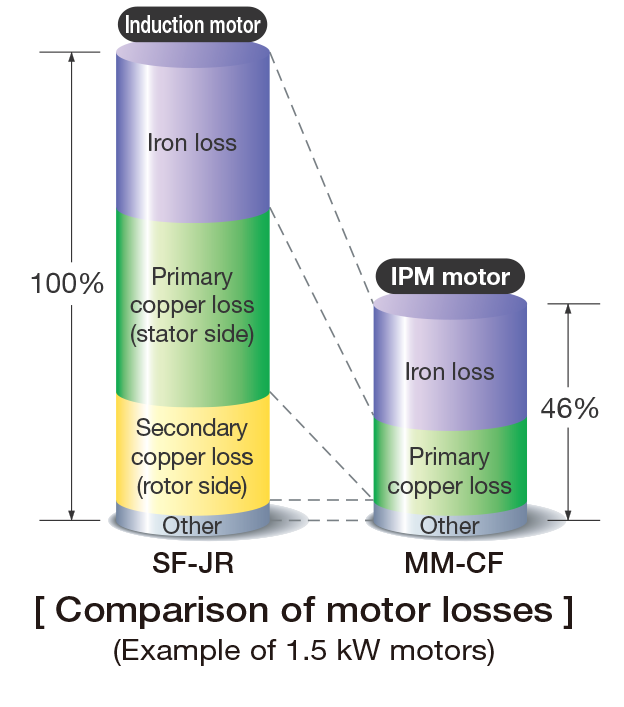 Induction motor
Iron loss
100%
Primary
copper loss
(stator side)
Secondary
copper loss
(rotor side)
Other
SF-JR
IPM motor
Iron loss
46%
Primary
copper loss
Other
MM-CF
[ Comparison of motor losses ]
(Example of 1.5 kW motors)